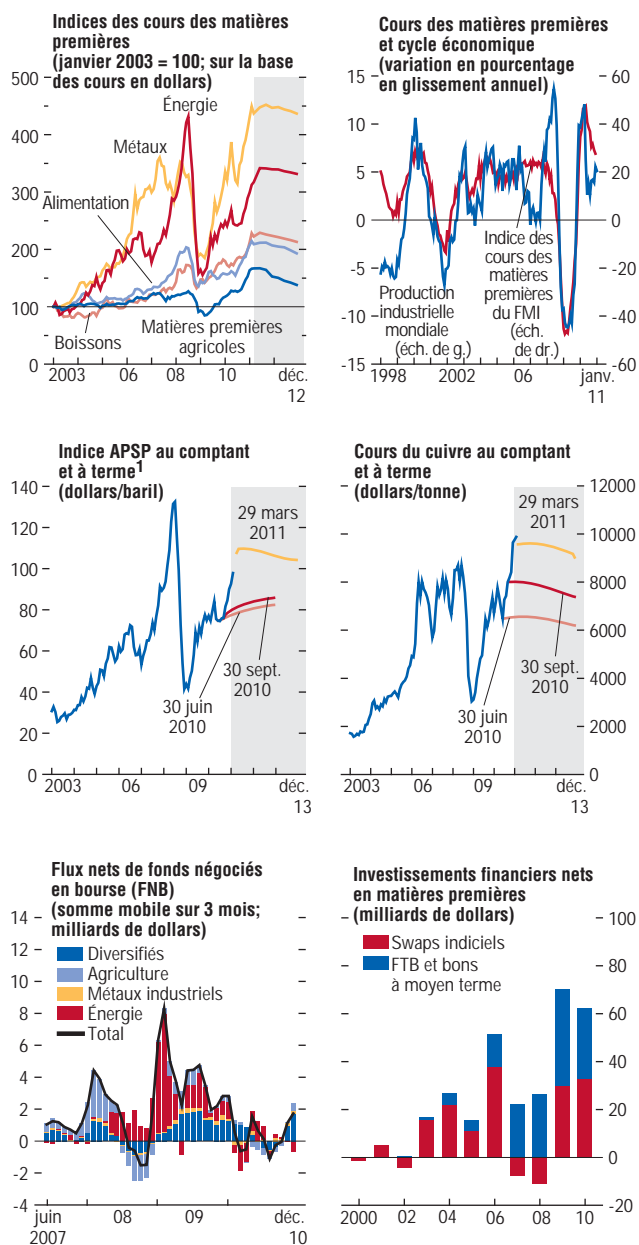 Indices des cours des matières
premières
(janvier 2003 = 100; sur la base
des cours en dollars)
500
400
300
200
100
0
Énergie
Métaux
Alimentation
Boissons
Matières premières
agricoles
2003
06
08
10
déc.
12
Cours des matières premières
et cycle économique
(variation en pourcentage
en glissement annuel)
15
10
5
0
-5
-10
-15
60
40
20
0
-20
-40
-60
Production
industrielle
mondiale
(éch. de g.)
Indice des
cours des
matières
premières
du FMI
(éch.
de dr.)
1998
2002
06
janv.
11
Indice APSP au comptant
et à terme1
(dollars/baril)
140
120
100
80
60
40
20
0
29 mars
2011
30 sept.
2010
30 juin
2010
2003
06
09
déc.
13
Cours du cuivre au comptant
et à terme
(dollars/tonne)
12000
10000
8000
6000
4000
2000
0
29 mars
2011
30 sept.
2010
30 juin
2010
2003
06
09
déc.
13
Flux nets de fonds négociés
en bourse (FNB)
(somme mobile sur 3 mois;
milliards de dollars)
14
12
10
8
6
4
2
0
-2
-4
Diversifiés
Agriculture
Métaux industriels
Énergie
Total
juin
2007
08
09
déc.
10
Investissements financiers nets
en matières premières
(milliards de dollars)
100
80
60
40
20
0
-20
Swaps indiciels
FTB et bons
à moyen terme
2000
02
04
06
08
10